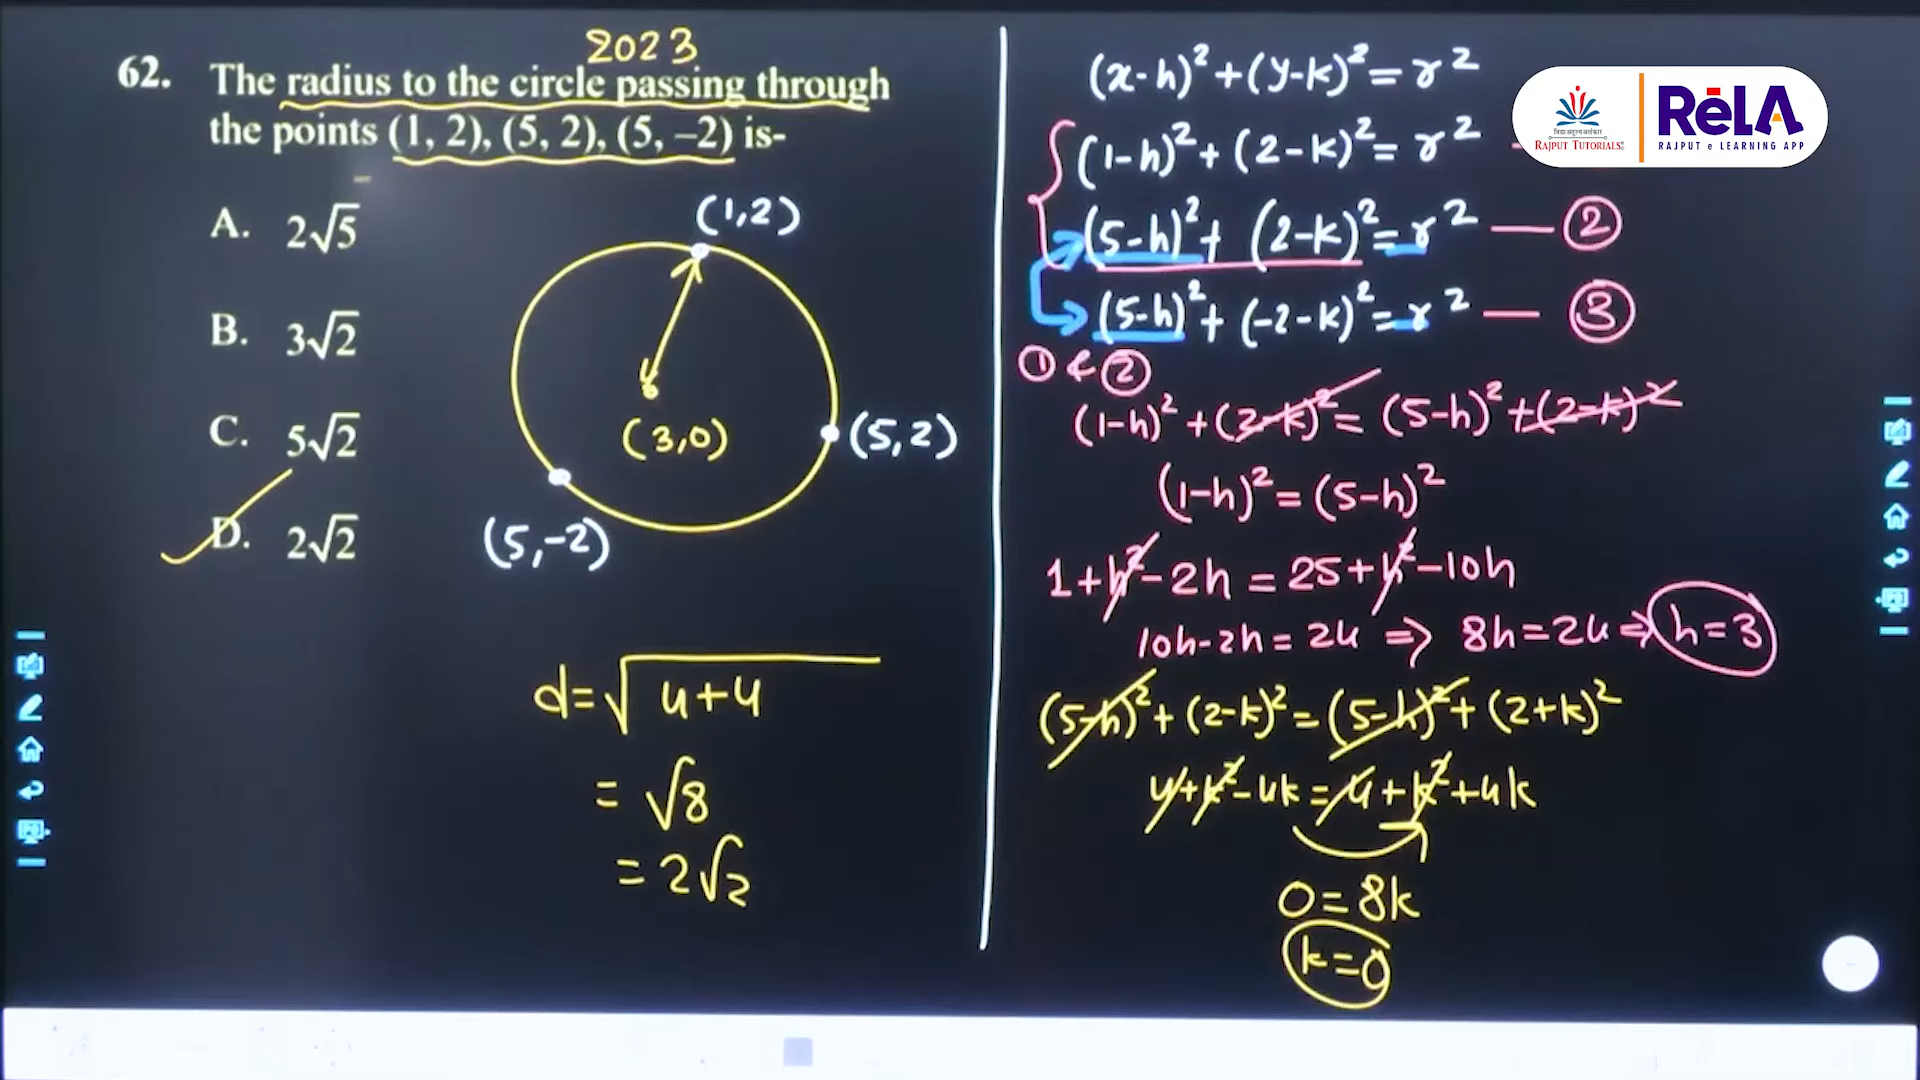 2023
62. The radius to the circle passing through
the points (1, 2), (5, 2), (5, –2) is-
A. 2√5
B. 3√2
C. 5√2
D. 2√2
(1,2)
(3,0)
(5,2)
(5,-2)
d=√4+4
= √8
= 2√2
(x-h)²+(y-k)²=r²
(1-h)²+(2-k)²=r²
(5-h)²+(2-k)²=r² — ②
(5-h)²+(-2-k)²=r² — ③
① & ②
(1-h)²+(2-k)²=(5-h)²+(2-k)²
(1-h)²=(5-h)²
1+h²-2h=25+h²-10h
10h-2h=24 => 8h=24 => h=3
(5-h)²+(2-k)²=(5-h)²+(2+k)²
4+k²-4k=4+k²+4k
0=8k
k=0
विद्या अमूल्य अलंकार
RAJPUT TUTORIALS
RēLA
RAJPUT e LEARNING APP